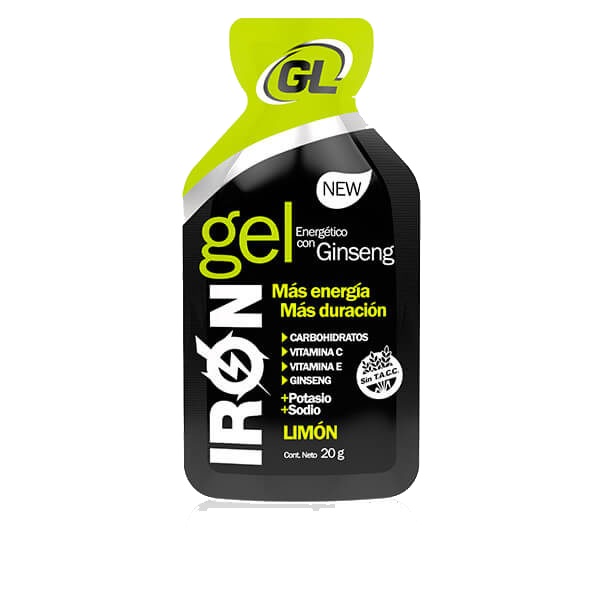 GL
NEW
gel
Energético
con Ginseng
IRON
Más energía
Más duración
CARBOHIDRATOS
VITAMINA C
VITAMINA E
GINSENG
+Potasio
+Sodio
Sin T.A.C.C.
LIMÓN
Cont. Neto 20 g